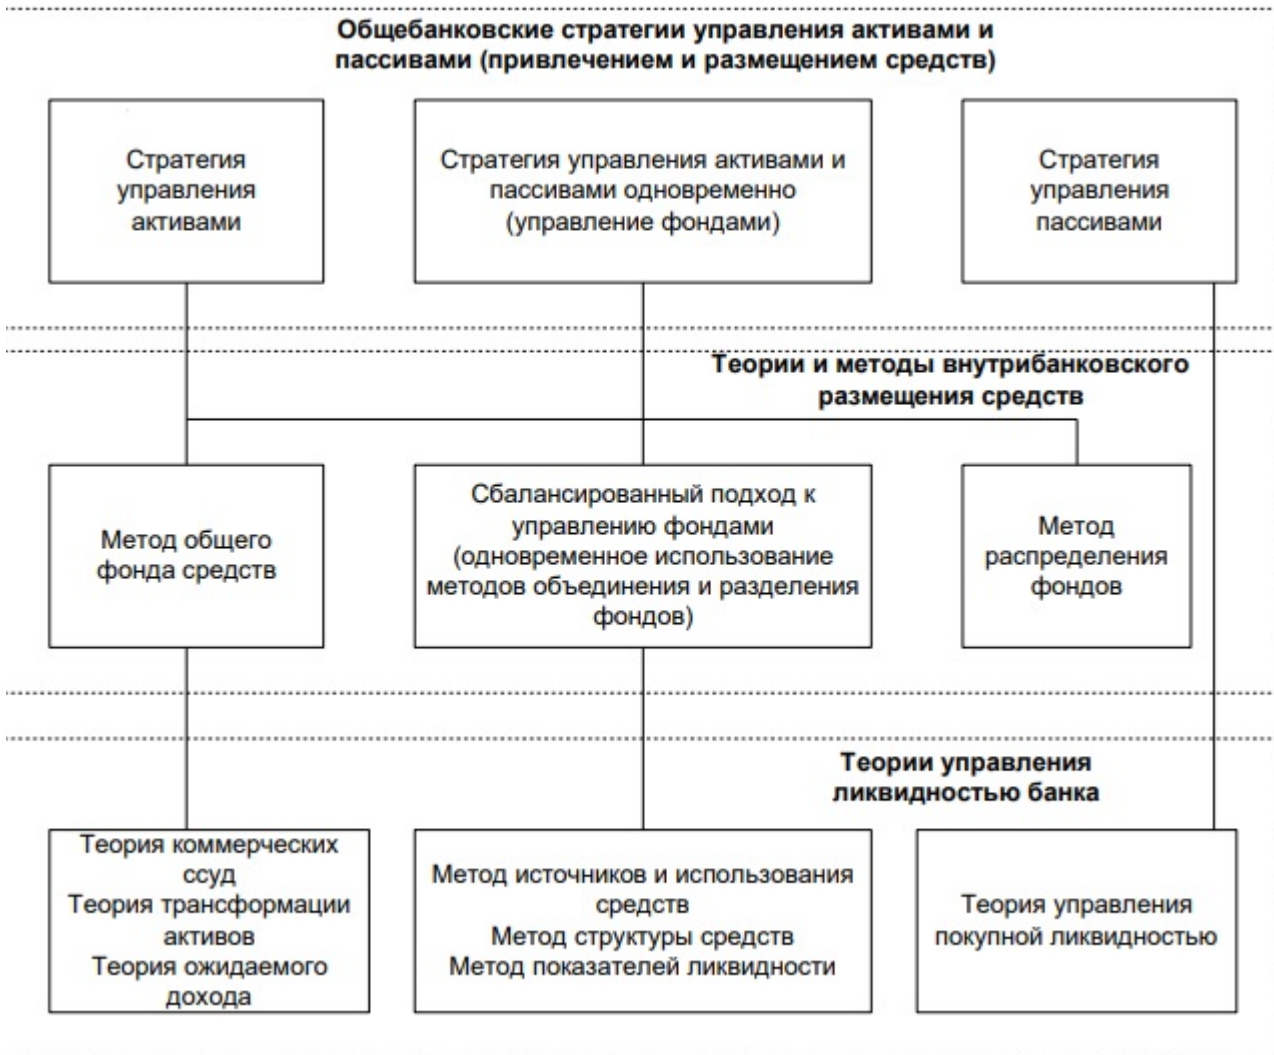 Общебанковские стратегии управления активами и
пассивами (привлечением и размещением средств)
Стратегия
управления
активами
Стратегия управления активами и
пассивами одновременно
(управление фондами)
Стратегия
управления
пассивами
Теории и методы внутрибанковского
размещения средств
Метод общего
фонда средств
Сбалансированный подход к
управлению фондами
(одновременное использование
методов объединения и разделения
фондов)
Метод
распределения
фондов
Теории управления
ликвидностью банка
Теория коммерческих
ссуд
Теория трансформации
активов
Теория ожидаемого
дохода
Метод источников и использования
средств
Метод структуры средств
Метод показателей ликвидности
Теория управления
покупной ликвидностью